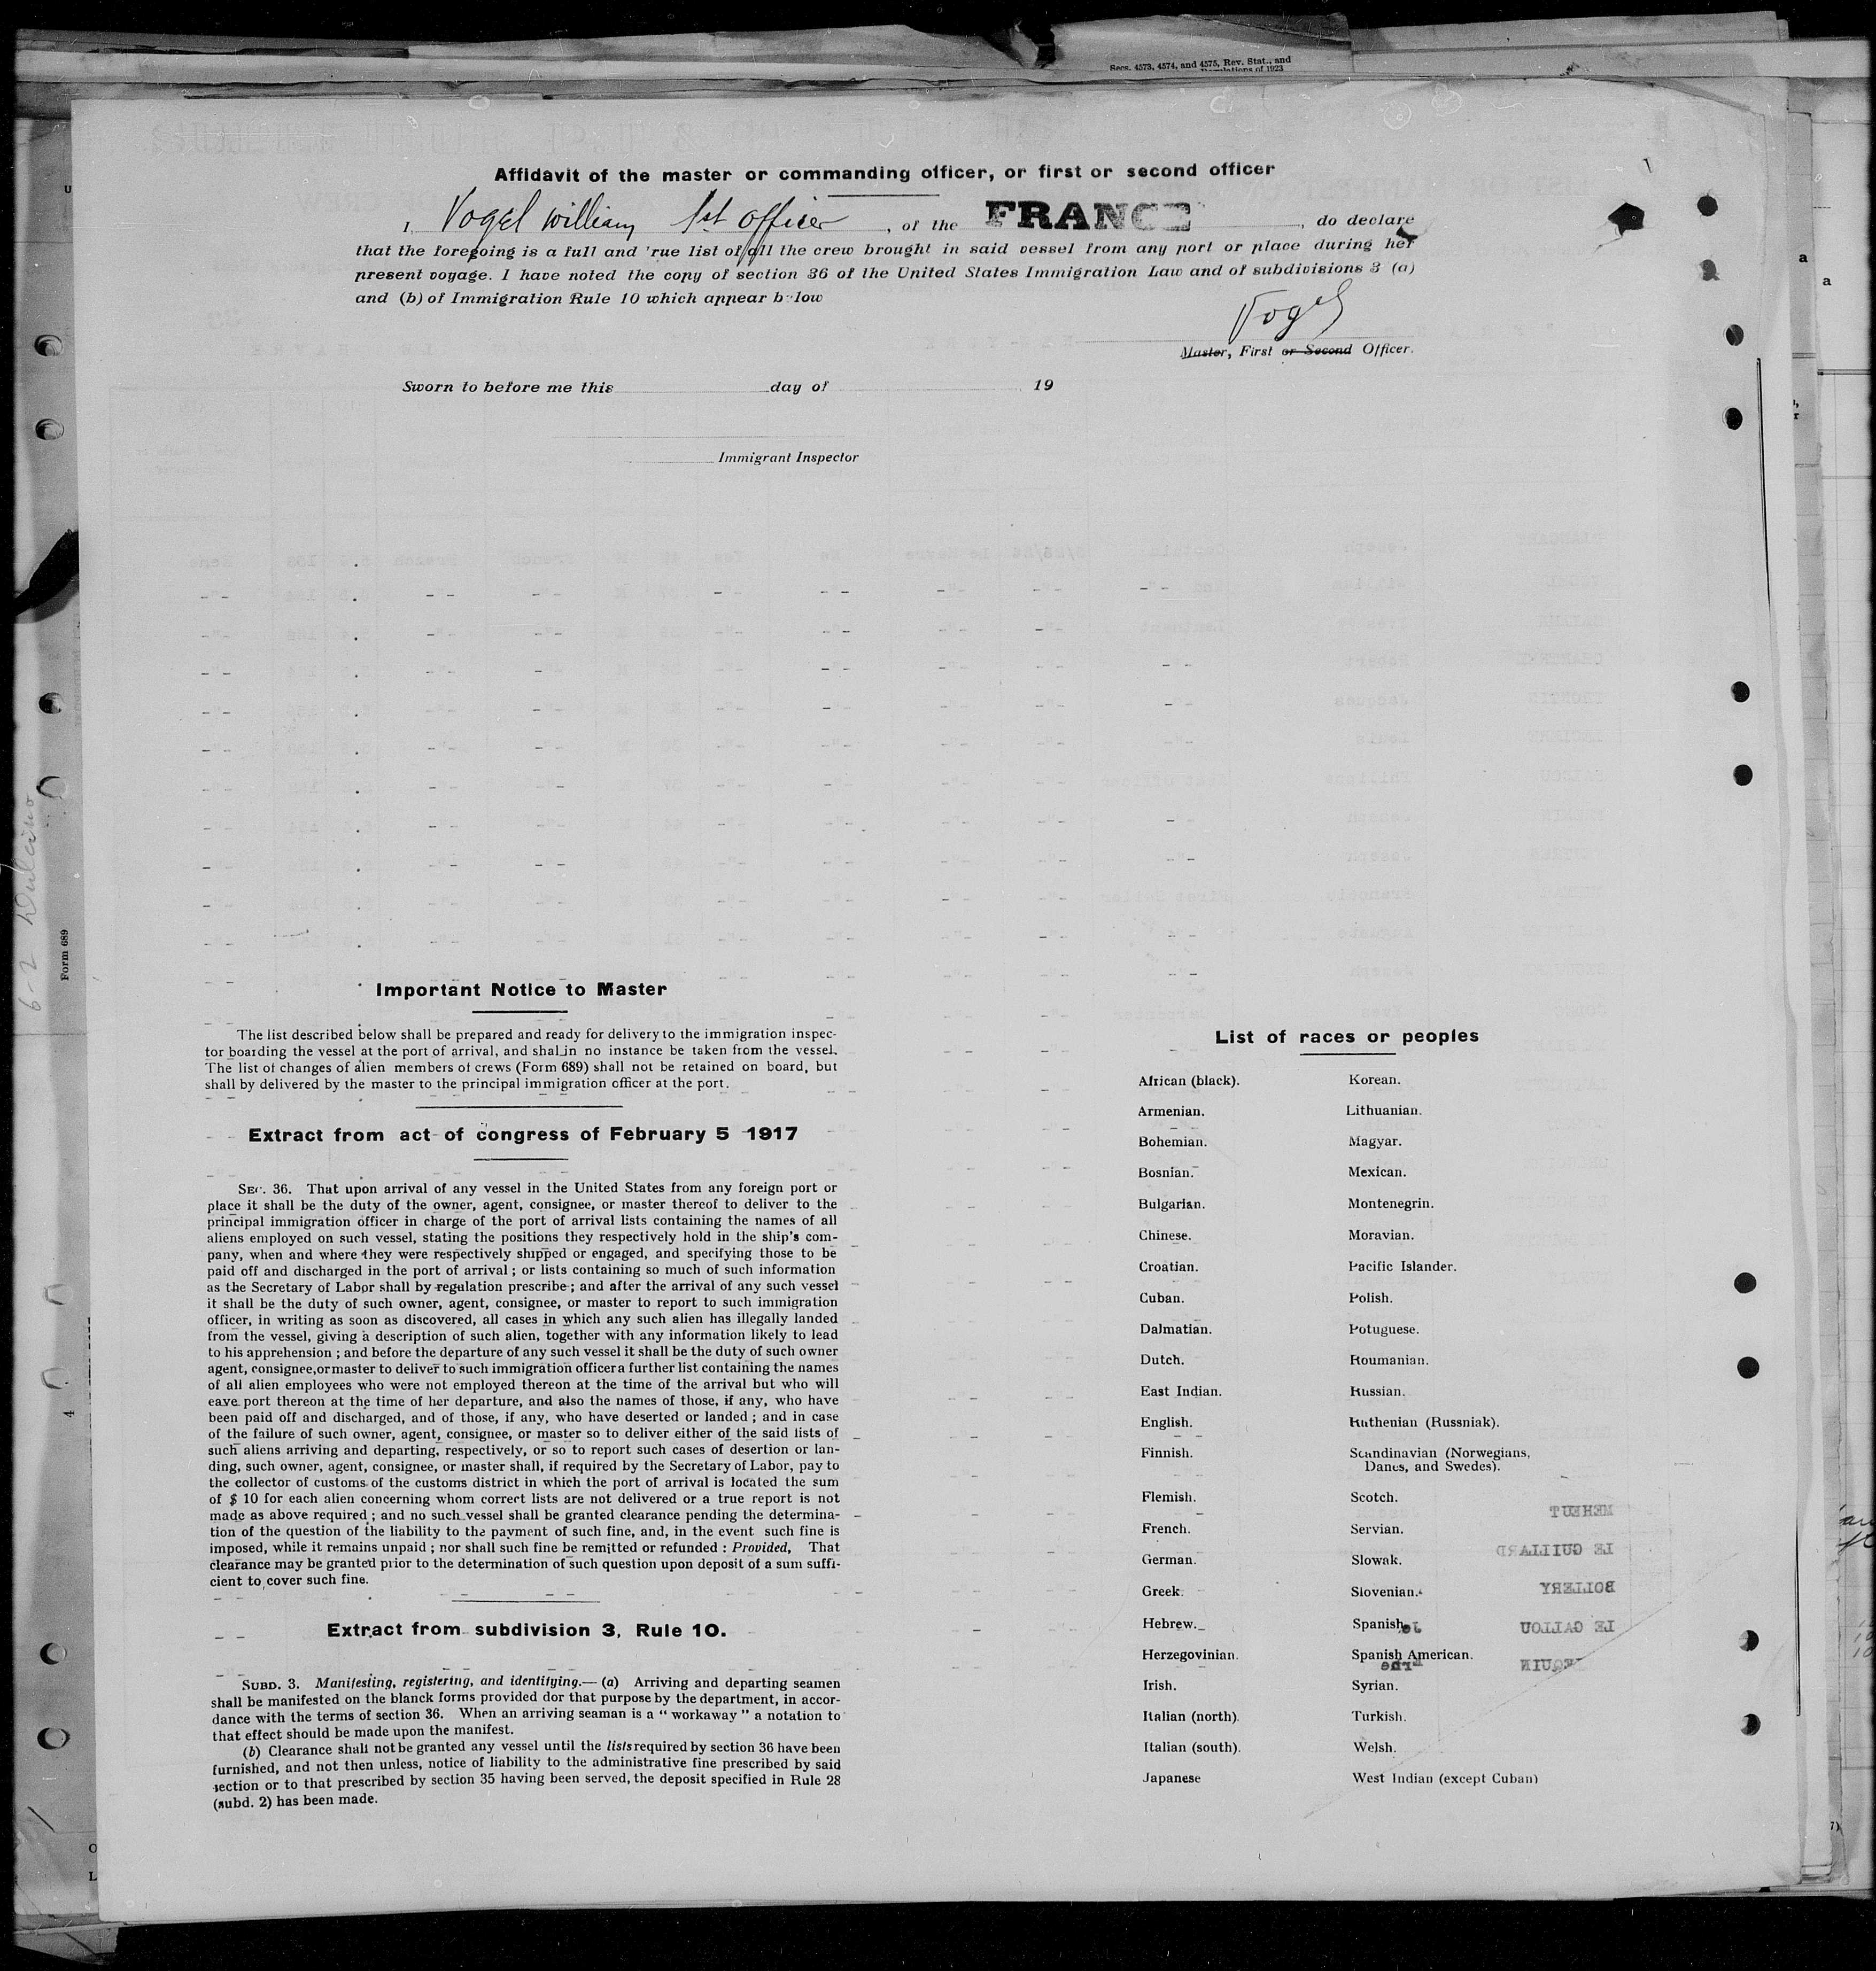 Secs. 4573, 4574, and 4575, Rev. Stat., and
Regulations of 1923
Affidavit of the master or commanding officer, or first or second officer
I, Vogel William 1st officer, of the FRANCE, do declare
that the foregoing is a full and 'rue list of all the crew brought in said vessel from any port or place during her
present voyage. I have noted the copy of section 36 of the United States Immigration Law and of subdivisions 3 (a)
and (b) of Immigration Rule 10 which appear b low
Vogel
Master, First or Second Officer.
Sworn to before me this day of 19
Immigrant Inspector
Form 689
Important Notice to Master
The list described below shall be prepared and ready for delivery to the immigration inspec-
tor boarding the vessel at the port of arrival, and shal in no instance be taken from the vessel.
The list of changes of alien members of crews (Form 689) shall not be retained on board, but
shall by delivered by the master to the principal immigration officer at the port.
Extract from act of congress of February 5 1917
SEC. 36. That upon arrival of any vessel in the United States from any foreign port or
place it shall be the duty of the owner, agent, consignee, or master thereof to deliver to the
principal immigration officer in charge of the port of arrival lists containing the names of all
aliens employed on such vessel, stating the positions they respectively hold in the ship's com-
pany, when and where they were respectively shipped or engaged, and specifying those to be
paid off and discharged in the port of arrival ; or lists containing so much of such information
as the Secretary of Labor shall by regulation prescribe ; and after the arrival of any such vessel
it shall be the duty of such owner, agent, consignee, or master to report to such immigration
officer, in writing as soon as discovered, all cases in which any such alien has illegally landed
from the vessel, giving a description of such alien, together with any information likely to lead
to his apprehension ; and before the departure of any such vessel it shall be the duty of such owner
agent, consignee, or master to deliver to such immigration officer a further list containing the names
of all alien employees who were not employed thereon at the time of the arrival but who will
eave port thereon at the time of her departure, and also the names of those, if any, who have
been paid off and discharged, and of those, if any, who have deserted or landed ; and in case
of the failure of such owner, agent, consignee, or master so to deliver either of the said lists of
such aliens arriving and departing, respectively, or so to report such cases of desertion or lan-
ding, such owner, agent, consignee, or master shall, if required by the Secretary of Labor, pay to
the collector of customs of the customs district in which the port of arrival is located the sum
of $ 10 for each alien concerning whom correct lists are not delivered or a true report is not
made as above required ; and no such vessel shall be granted clearance pending the determina-
tion of the question of the liability to the payment of such fine, and, in the event such fine is
imposed, while it remains unpaid ; nor shall such fine be remitted or refunded : Provided, That
clearance may be granted prior to the determination of such question upon deposit of a sum suffi-
cient to cover such fine.
Extract from subdivision 3, Rule 10.
SUBD. 3. Manifesting, registering, and identifying.— (a) Arriving and departing seamen
shall be manifested on the blanck forms provided dor that purpose by the department, in accor-
dance with the terms of section 36. When an arriving seaman is a “ workaway ” a notation to
that effect should be made upon the manifest.
(b) Clearance shall not be granted any vessel until the lists required by section 36 have been
furnished, and not then unless, notice of liability to the administrative fine prescribed by said
section or to that prescribed by section 35 having been served, the deposit specified in Rule 28
(subd. 2) has been made.
List of races or peoples
African (black). Korean.
Armenian. Lithuanian.
Bohemian. Magyar.
Bosnian. Mexican.
Bulgarian. Montenegrin.
Chinese. Moravian.
Croatian. Pacific Islander.
Cuban. Polish.
Dalmatian. Potuguese.
Dutch. Roumanian.
East Indian. Russian.
English. Ruthenian (Russniak).
Finnish. Scandinavian (Norwegians,
Danes, and Swedes).
Flemish. Scotch.
French. Servian.
German. Slowak.
Greek. Slovenian.
Hebrew. Spanish.
Herzegovinian. Spanish American.
Irish. Syrian.
Italian (north). Turkish.
Italian (south). Welsh.
Japanese West Indian (except Cuban)
MEHEUT
LE GUILLARD
BOLLERY
LE GALLOU